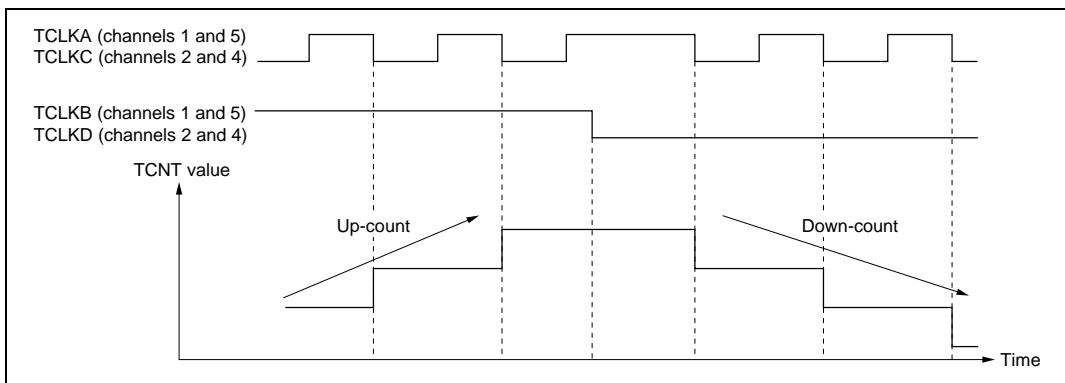 TCLKA (channels 1 and 5)
TCLKC (channels 2 and 4)
TCLKB (channels 1 and 5)
TCLKD (channels 2 and 4)
TCNT value
Up-count
Down-count
Time